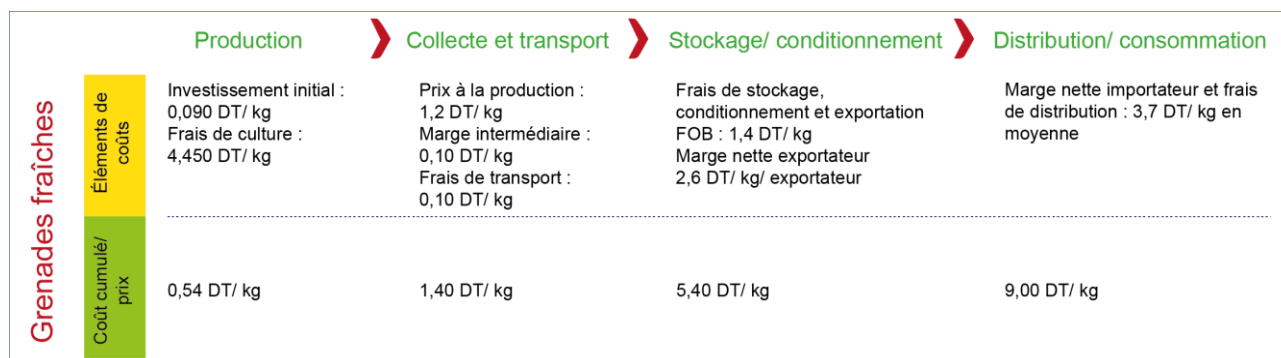 Production
Collecte et transport
Stockage/ conditionnement
Distribution/ consommation
Grenades fraîches
Éléments de
coûts
Investissement initial :
0,090 DT/ kg
Frais de culture :
4,450 DT/ kg
Prix à la production :
1,2 DT/ kg
Marge intermédiaire :
0,10 DT/ kg
Frais de transport :
0,10 DT/ kg
Frais de stockage,
conditionnement et exportation
FOB : 1,4 DT/ kg
Marge nette exportateur
2,6 DT/ kg/ exportateur
Marge nette importateur et frais
de distribution : 3,7 DT/ kg en
moyenne
Coût cumulé/
prix
0,54 DT/ kg
1,40 DT/ kg
5,40 DT/ kg
9,00 DT/ kg